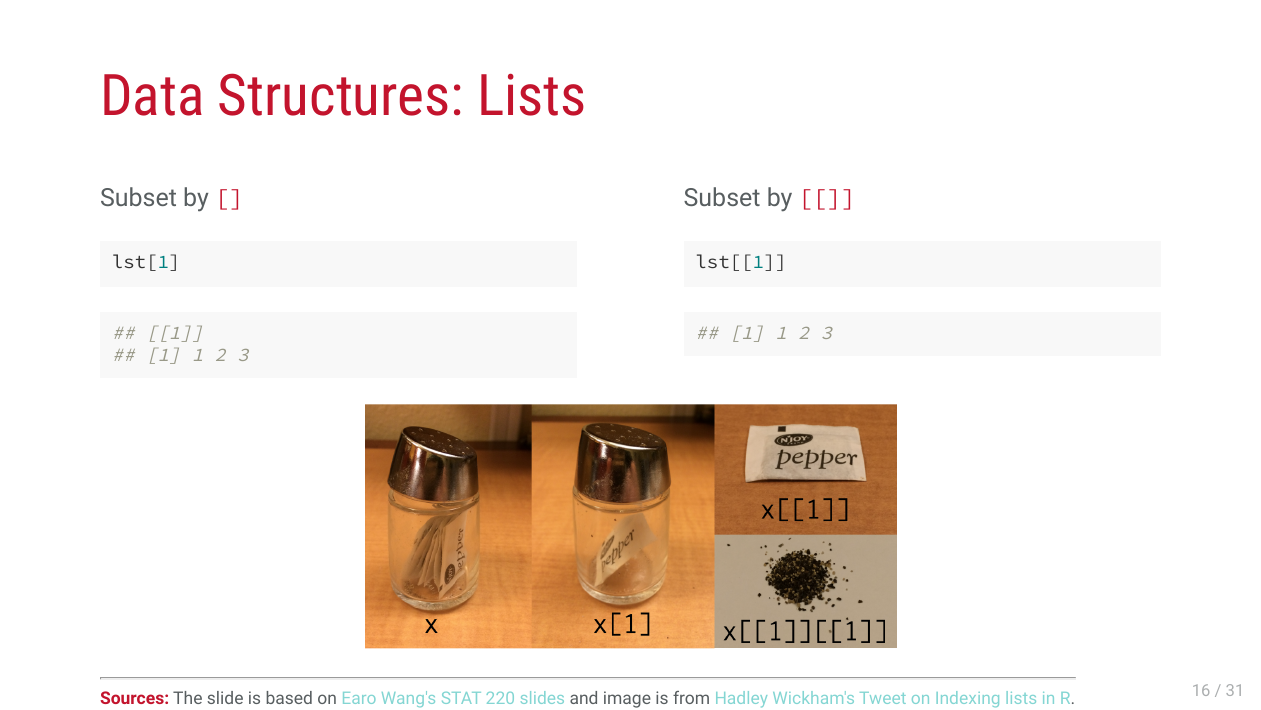 Data Structures: Lists
Subset by []
lst[1]
## [[1]]
## [1] 1 2 3
Subset by [[]]
lst[[1]]
## [1] 1 2 3
pepper
x
pepper
x[1]
N'JOY
pepper
x[[1]]
x[[1]][[1]]
Sources: The slide is based on Earo Wang's STAT 220 slides and image is from Hadley Wickham's Tweet on Indexing lists in R.
16 / 31